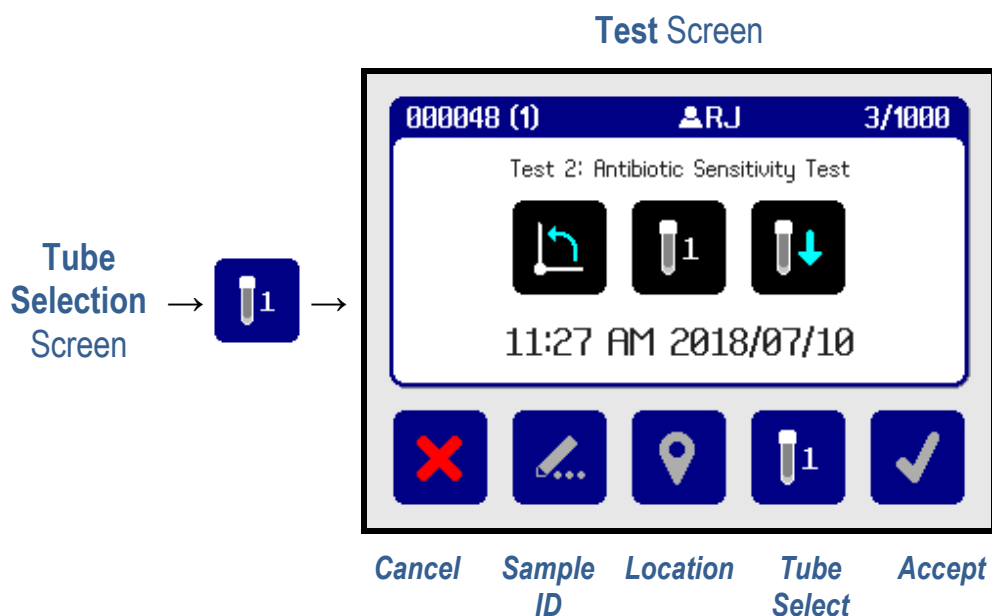 Test Screen
000048 (1) RJ 3/1000
Test 2: Antibiotic Sensitivity Test
1
11:27 AM 2018/07/10
Tube
Selection
Screen
→ 1 →
1
Cancel Sample Location Tube Accept
ID Select